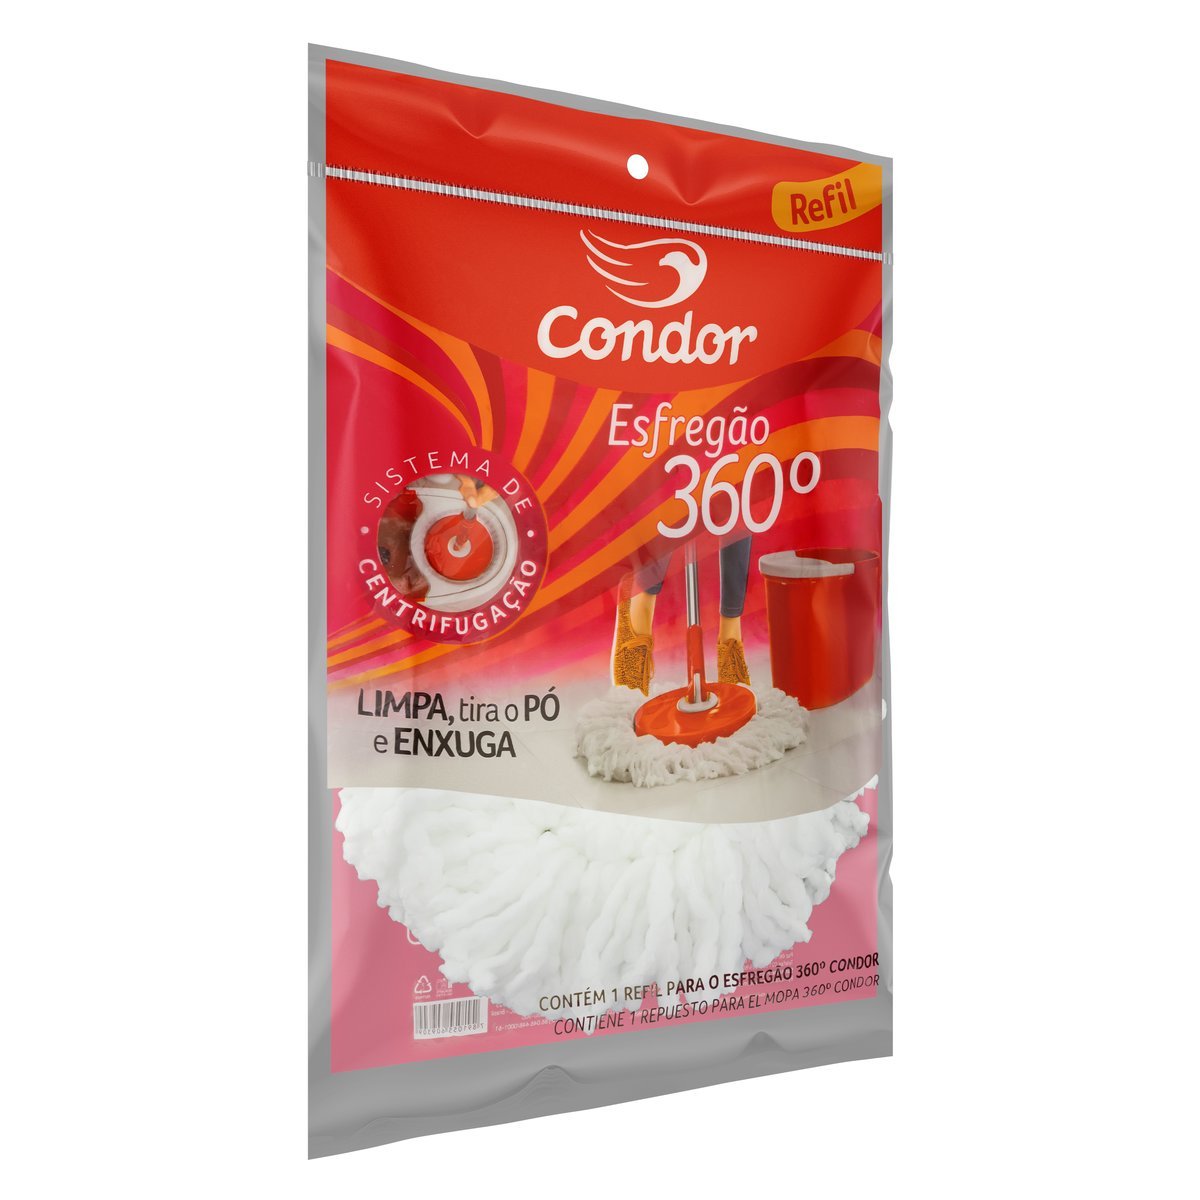 Refil
Condor
Esfregão
360º
• SISTEMA DE •
CENTRIFUGAÇÃO
LIMPA, tira o PÓ
e ENXUGA
CONTÉM 1 REFIL PARA O ESFREGÃO 360º CONDOR
CONTIENE 1 REPUESTO PARA EL MOPA 360º CONDOR